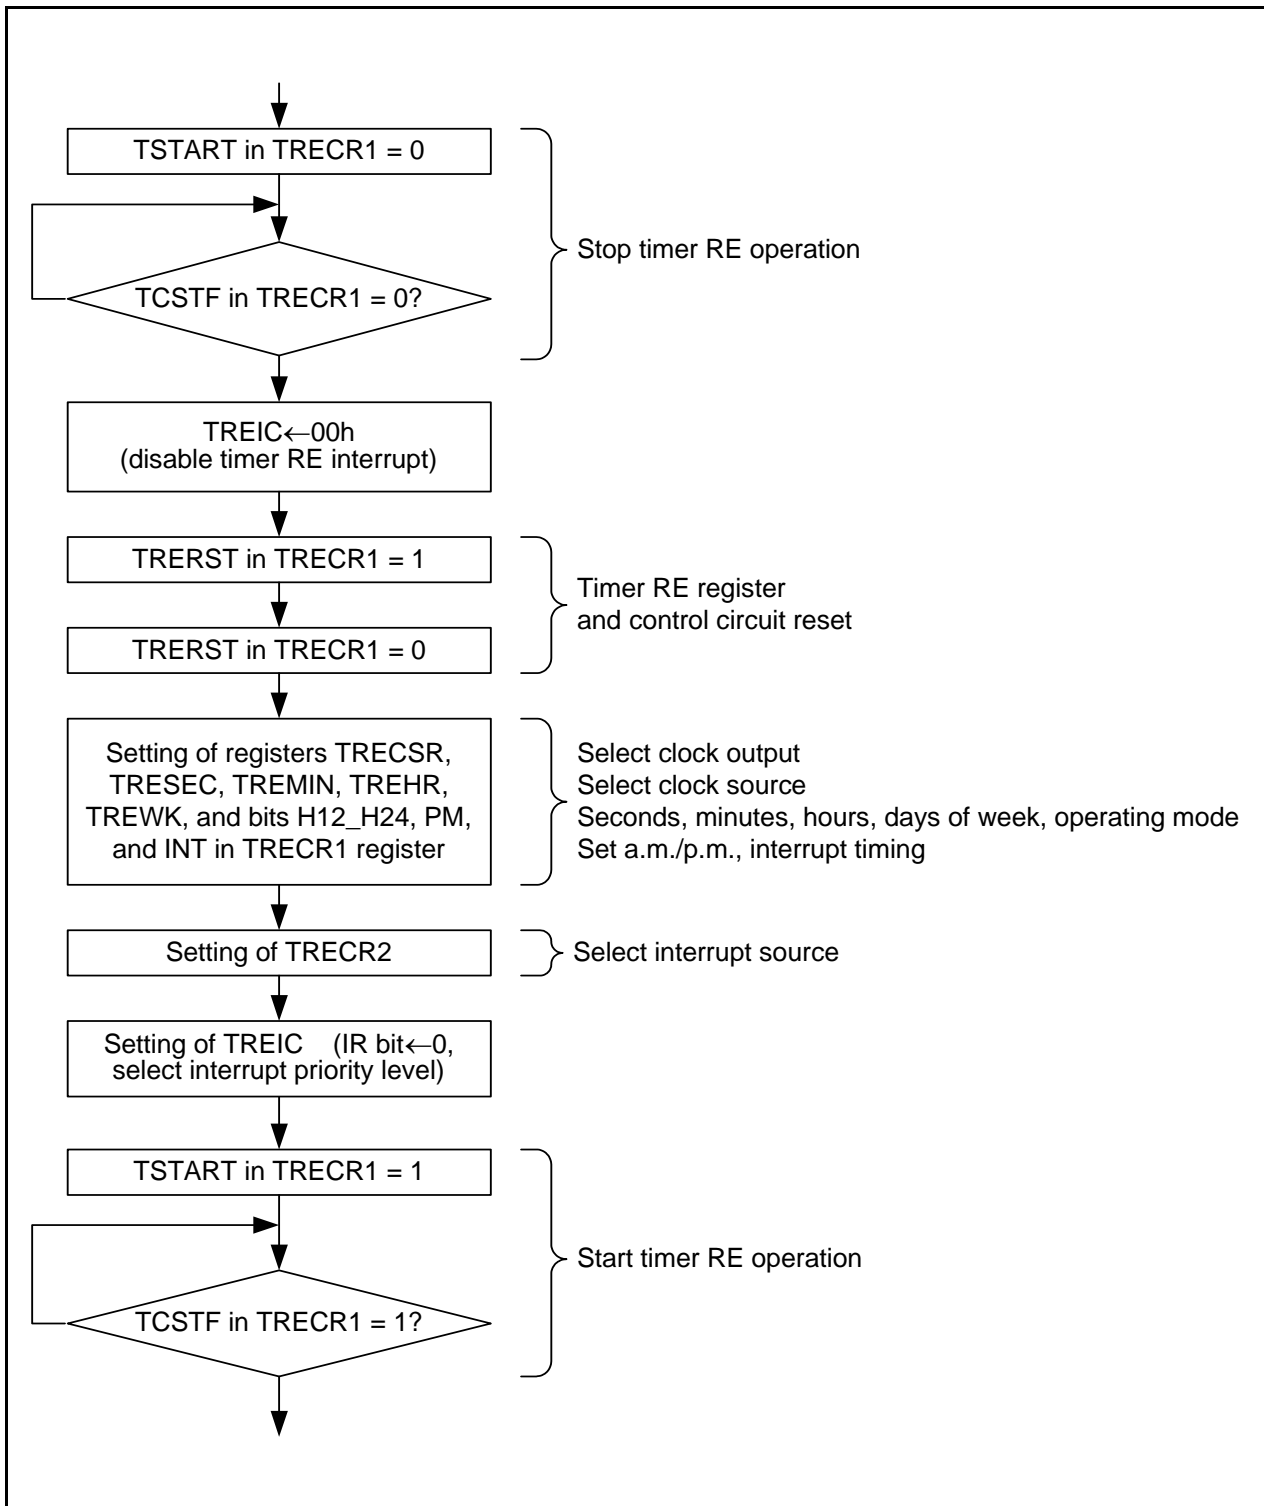 TSTART in TRECR1 = 0
TCSTF in TRECR1 = 0?
Stop timer RE operation
TREIC←00h
(disable timer RE interrupt)
TRERST in TRECR1 = 1
TRERST in TRECR1 = 0
Timer RE register
and control circuit reset
Setting of registers TRECSR,
TRESEC, TREMIN, TREHR,
TREWK, and bits H12_H24, PM,
and INT in TRECR1 register
Select clock output
Select clock source
Seconds, minutes, hours, days of week, operating mode
Set a.m./p.m., interrupt timing
Setting of TRECR2
Select interrupt source
Setting of TREIC (IR bit←0,
select interrupt priority level)
TSTART in TRECR1 = 1
TCSTF in TRECR1 = 1?
Start timer RE operation